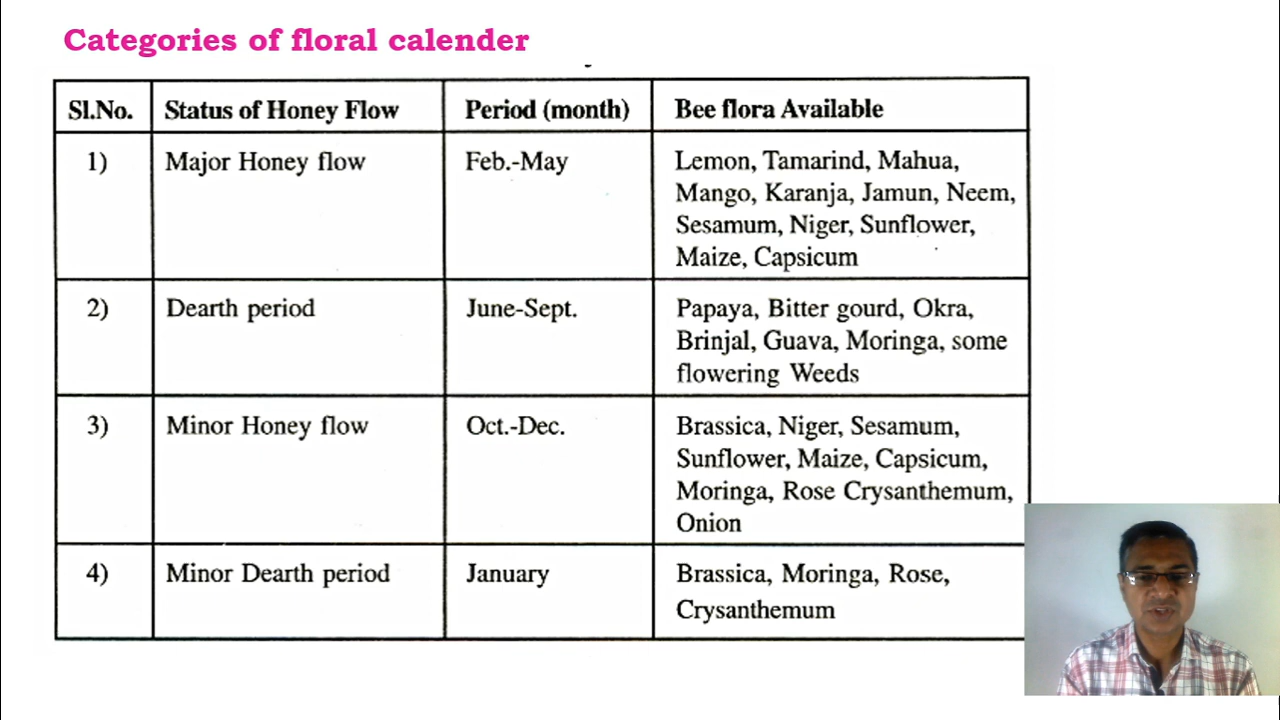 Categories of floral calender
Sl.No. Status of Honey Flow Period (month) Bee flora Available
1) Major Honey flow Feb.-May Lemon, Tamarind, Mahua,
Mango, Karanja, Jamun, Neem,
Sesamum, Niger, Sunflower,
Maize, Capsicum
2) Dearth period June-Sept. Papaya, Bitter gourd, Okra,
Brinjal, Guava, Moringa, some
flowering Weeds
3) Minor Honey flow Oct.-Dec. Brassica, Niger, Sesamum,
Sunflower, Maize, Capsicum,
Moringa, Rose Crysanthemum,
Onion
4) Minor Dearth period January Brassica, Moringa, Rose,
Crysanthemum